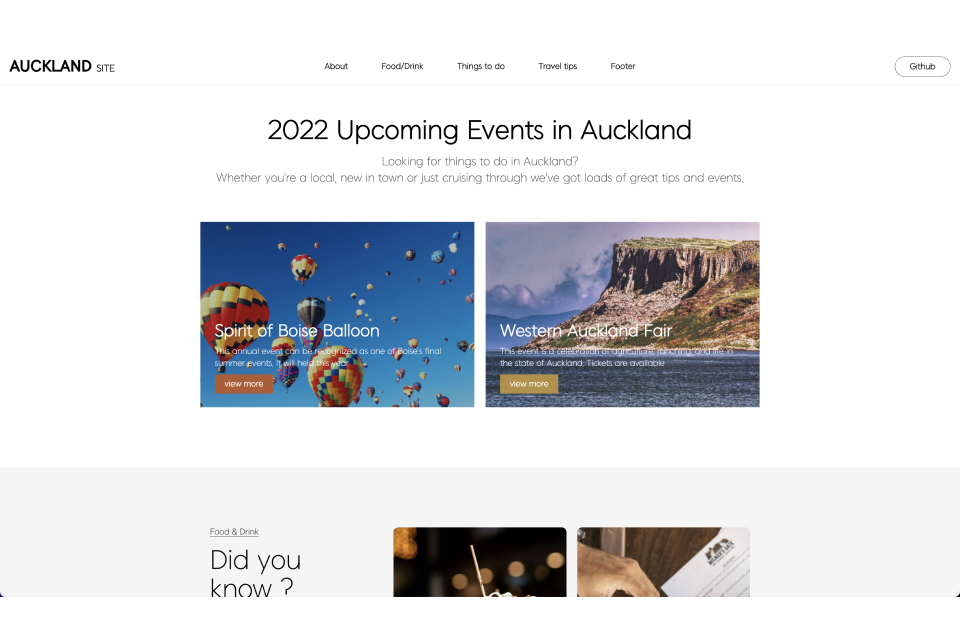 AUCKLAND SITE
About Food/Drink Things to do Travel tips Footer
Github
2022 Upcoming Events in Auckland
Looking for things to do in Auckland?
Whether you're a local, new in town or just cruising through we've got loads of great tips and events.
Spirit of Boise Balloon
This annual event can be recognized as one of Boise's final
summer events. It will held this year
view more
Western Auckland Fair
This event is a celebration of agriculture, ranching and life in
the state of Auckland. Tickets are available
view more
Food & Drink
Did you
know ?